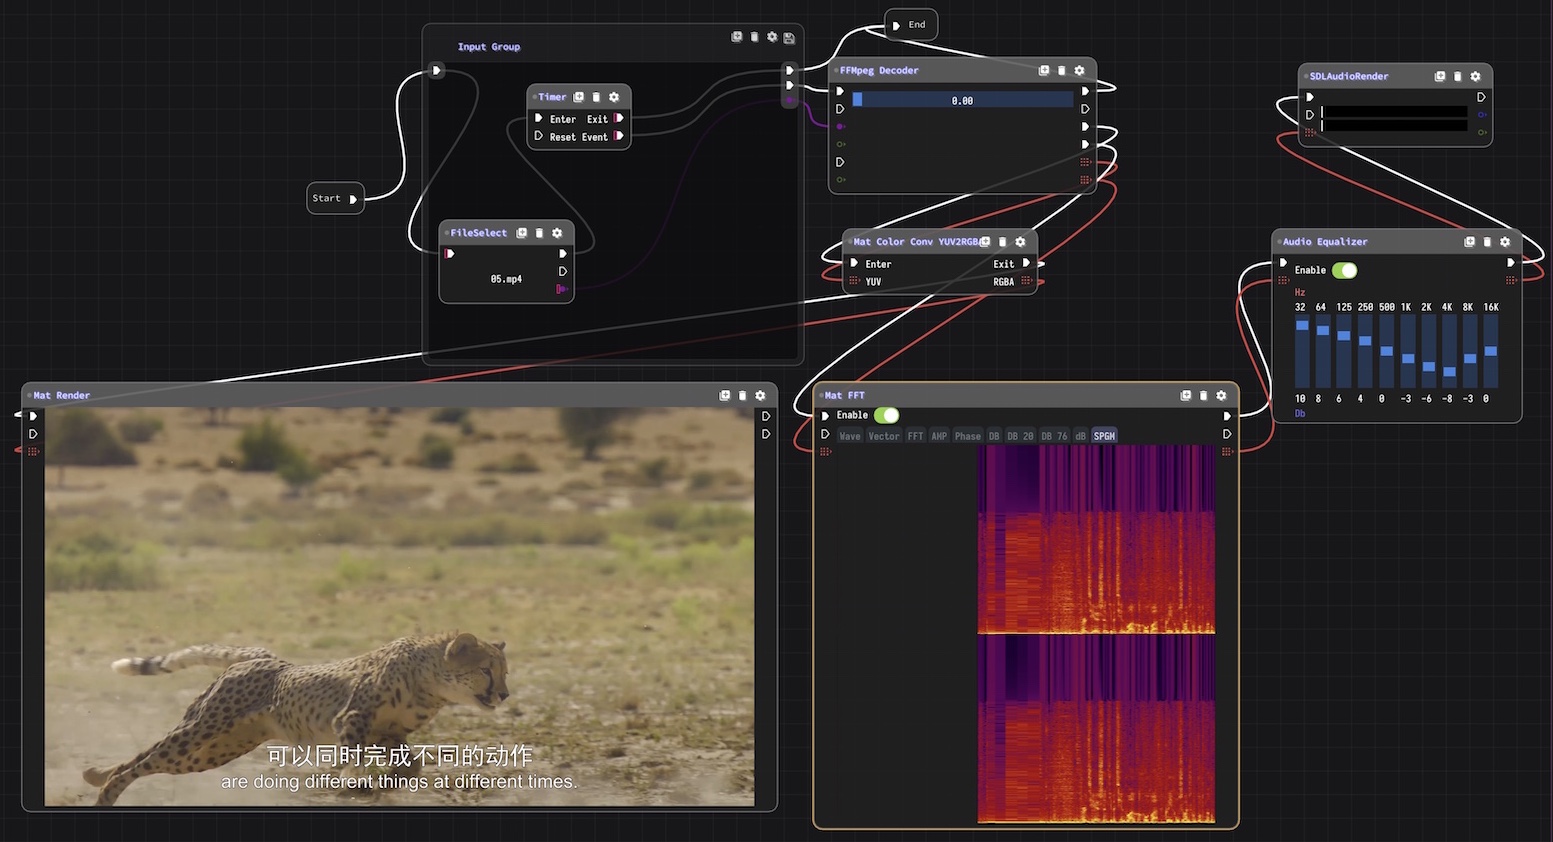 End
Input Group
Timer
Enter Exit
Reset Event
Start
FileSelect
05.mp4
FFMpeg Decoder
0.00
SDLAudioRender
Mat Color Conv YUV2RGB
Enter Exit
YUV RGBA
Audio Equalizer
Enable
Hz
32 64 125 250 500 1K 2K 4K 8K 16K
10 8 6 4 0 -3 -6 -8 -3 0
Db
Mat Render
可以同时完成不同的动作
are doing different things at different times.
Mat FFT
Enable
Wave Vector FFT AMP Phase DB DB 20 DB 76 dB SPGM